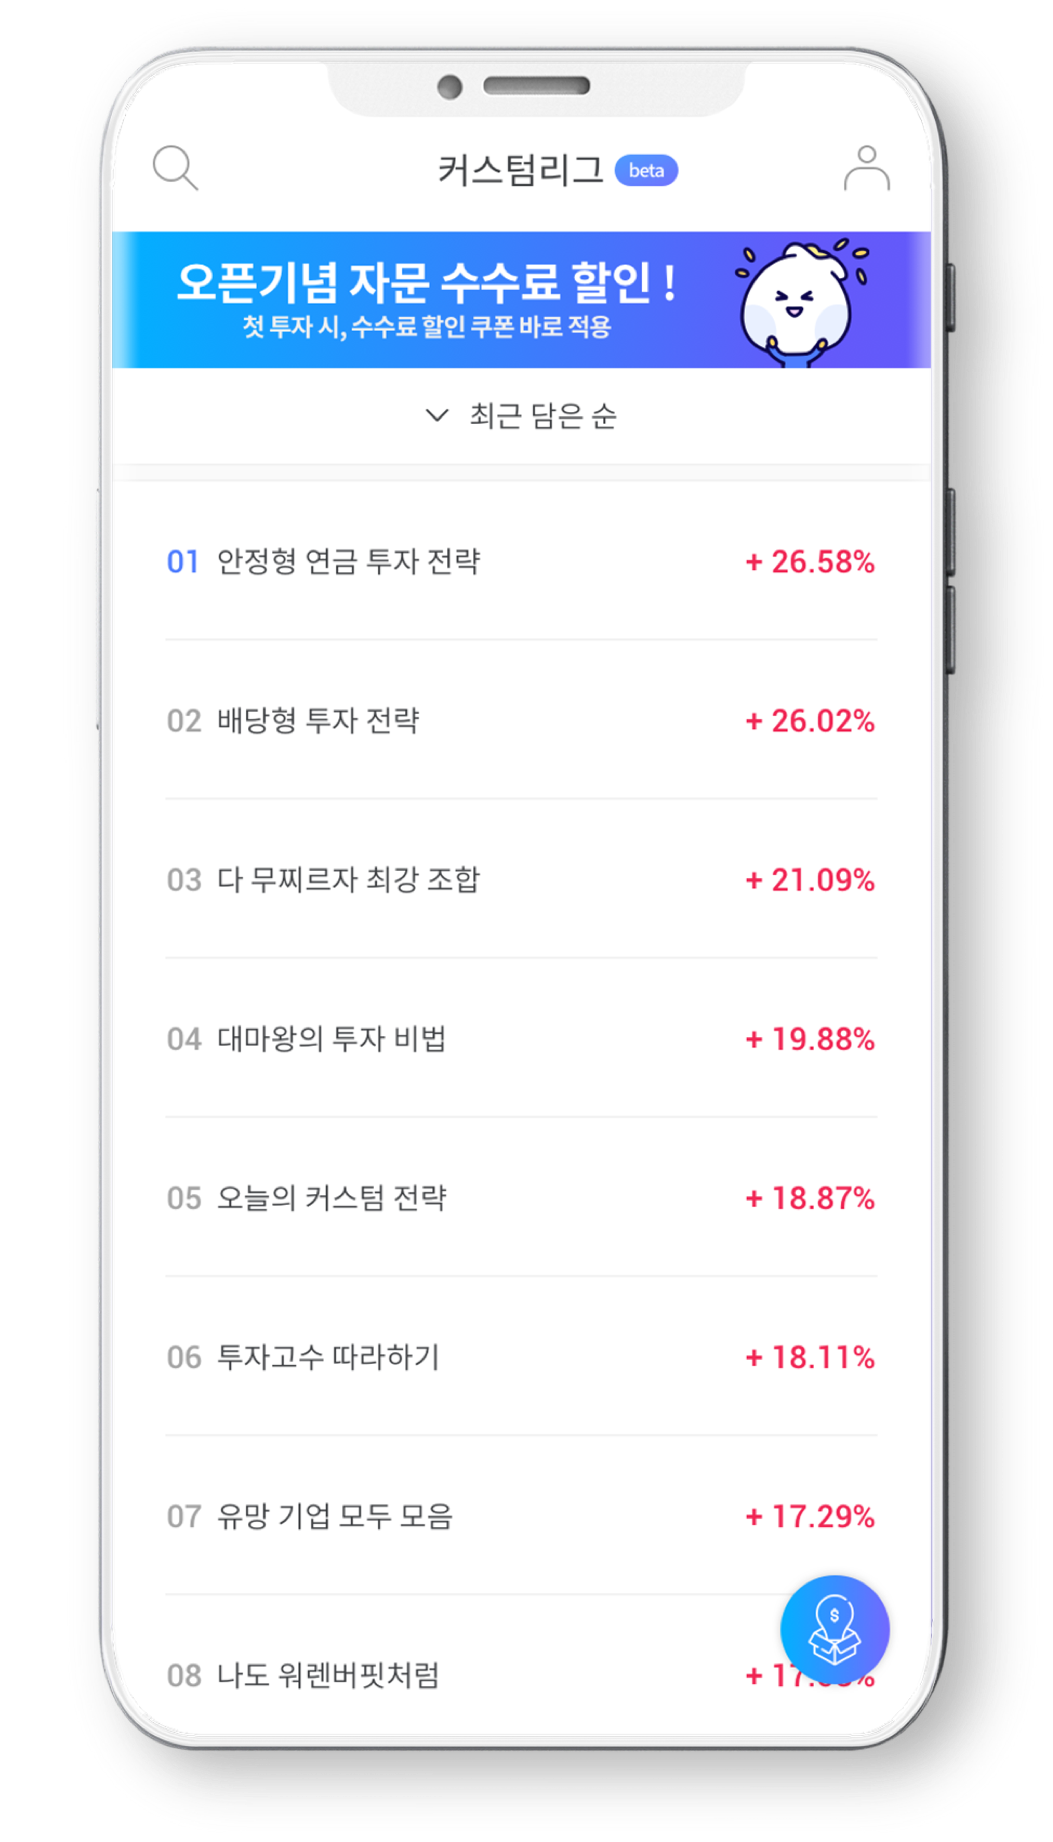 커스텀리그 beta
오픈기념 자문 수수료 할인 !
첫 투자 시, 수수료 할인 쿠폰 바로 적용
최근 담은 순
01 안정형 연금 투자 전략 + 26.58%
02 배당형 투자 전략 + 26.02%
03 다 무찌르자 최강 조합 + 21.09%
04 대마왕의 투자 비법 + 19.88%
05 오늘의 커스텀 전략 + 18.87%
06 투자고수 따라하기 + 18.11%
07 유망 기업 모두 모음 + 17.29%
$
08 나도 워렌버핏처럼